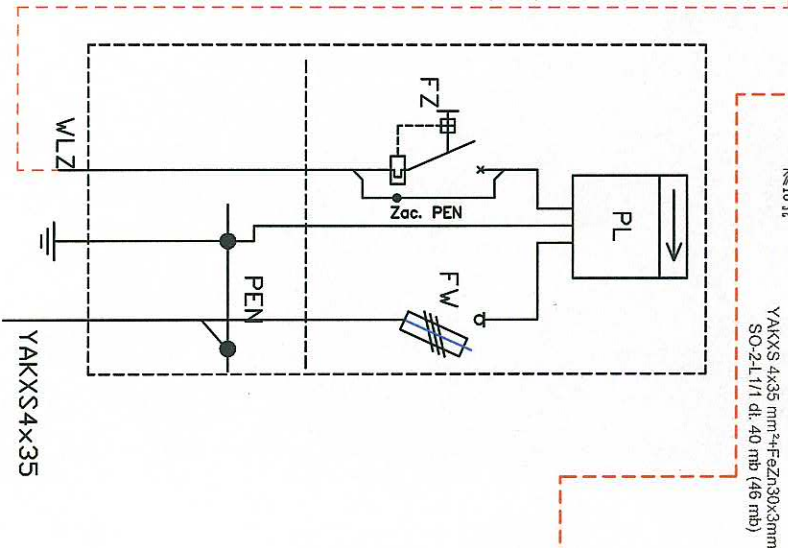 WLZ
FZ
Zac. PEN
PL
PEN
FW
YAKXS4x35
YAKXS 4x35 mm²+FeZn30x3mm
SO-2-L1/1 dł. 40 mb (46 mb)